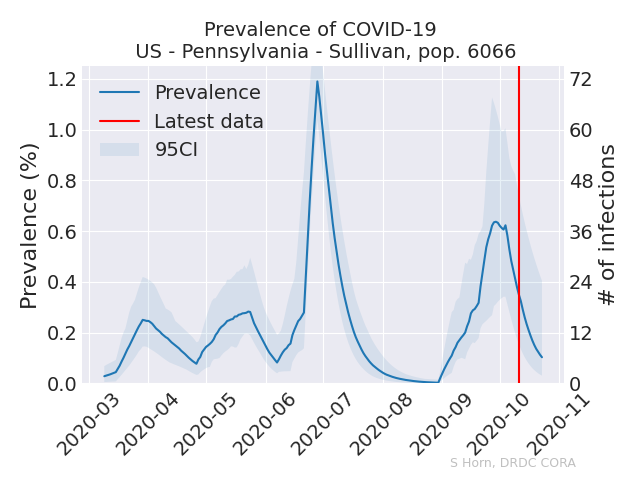 Prevalence of COVID-19
US - Pennsylvania - Sullivan, pop. 6066
Prevalence
Latest data
95CI
Prevalence (%)
1.2
1.0
0.8
0.6
0.4
0.2
0.0
72
60
48
36
24
12
0
# of infections
2020-03
2020-04
2020-05
2020-06
2020-07
2020-08
2020-09
2020-10
2020-11
S Horn, DRDC CORA